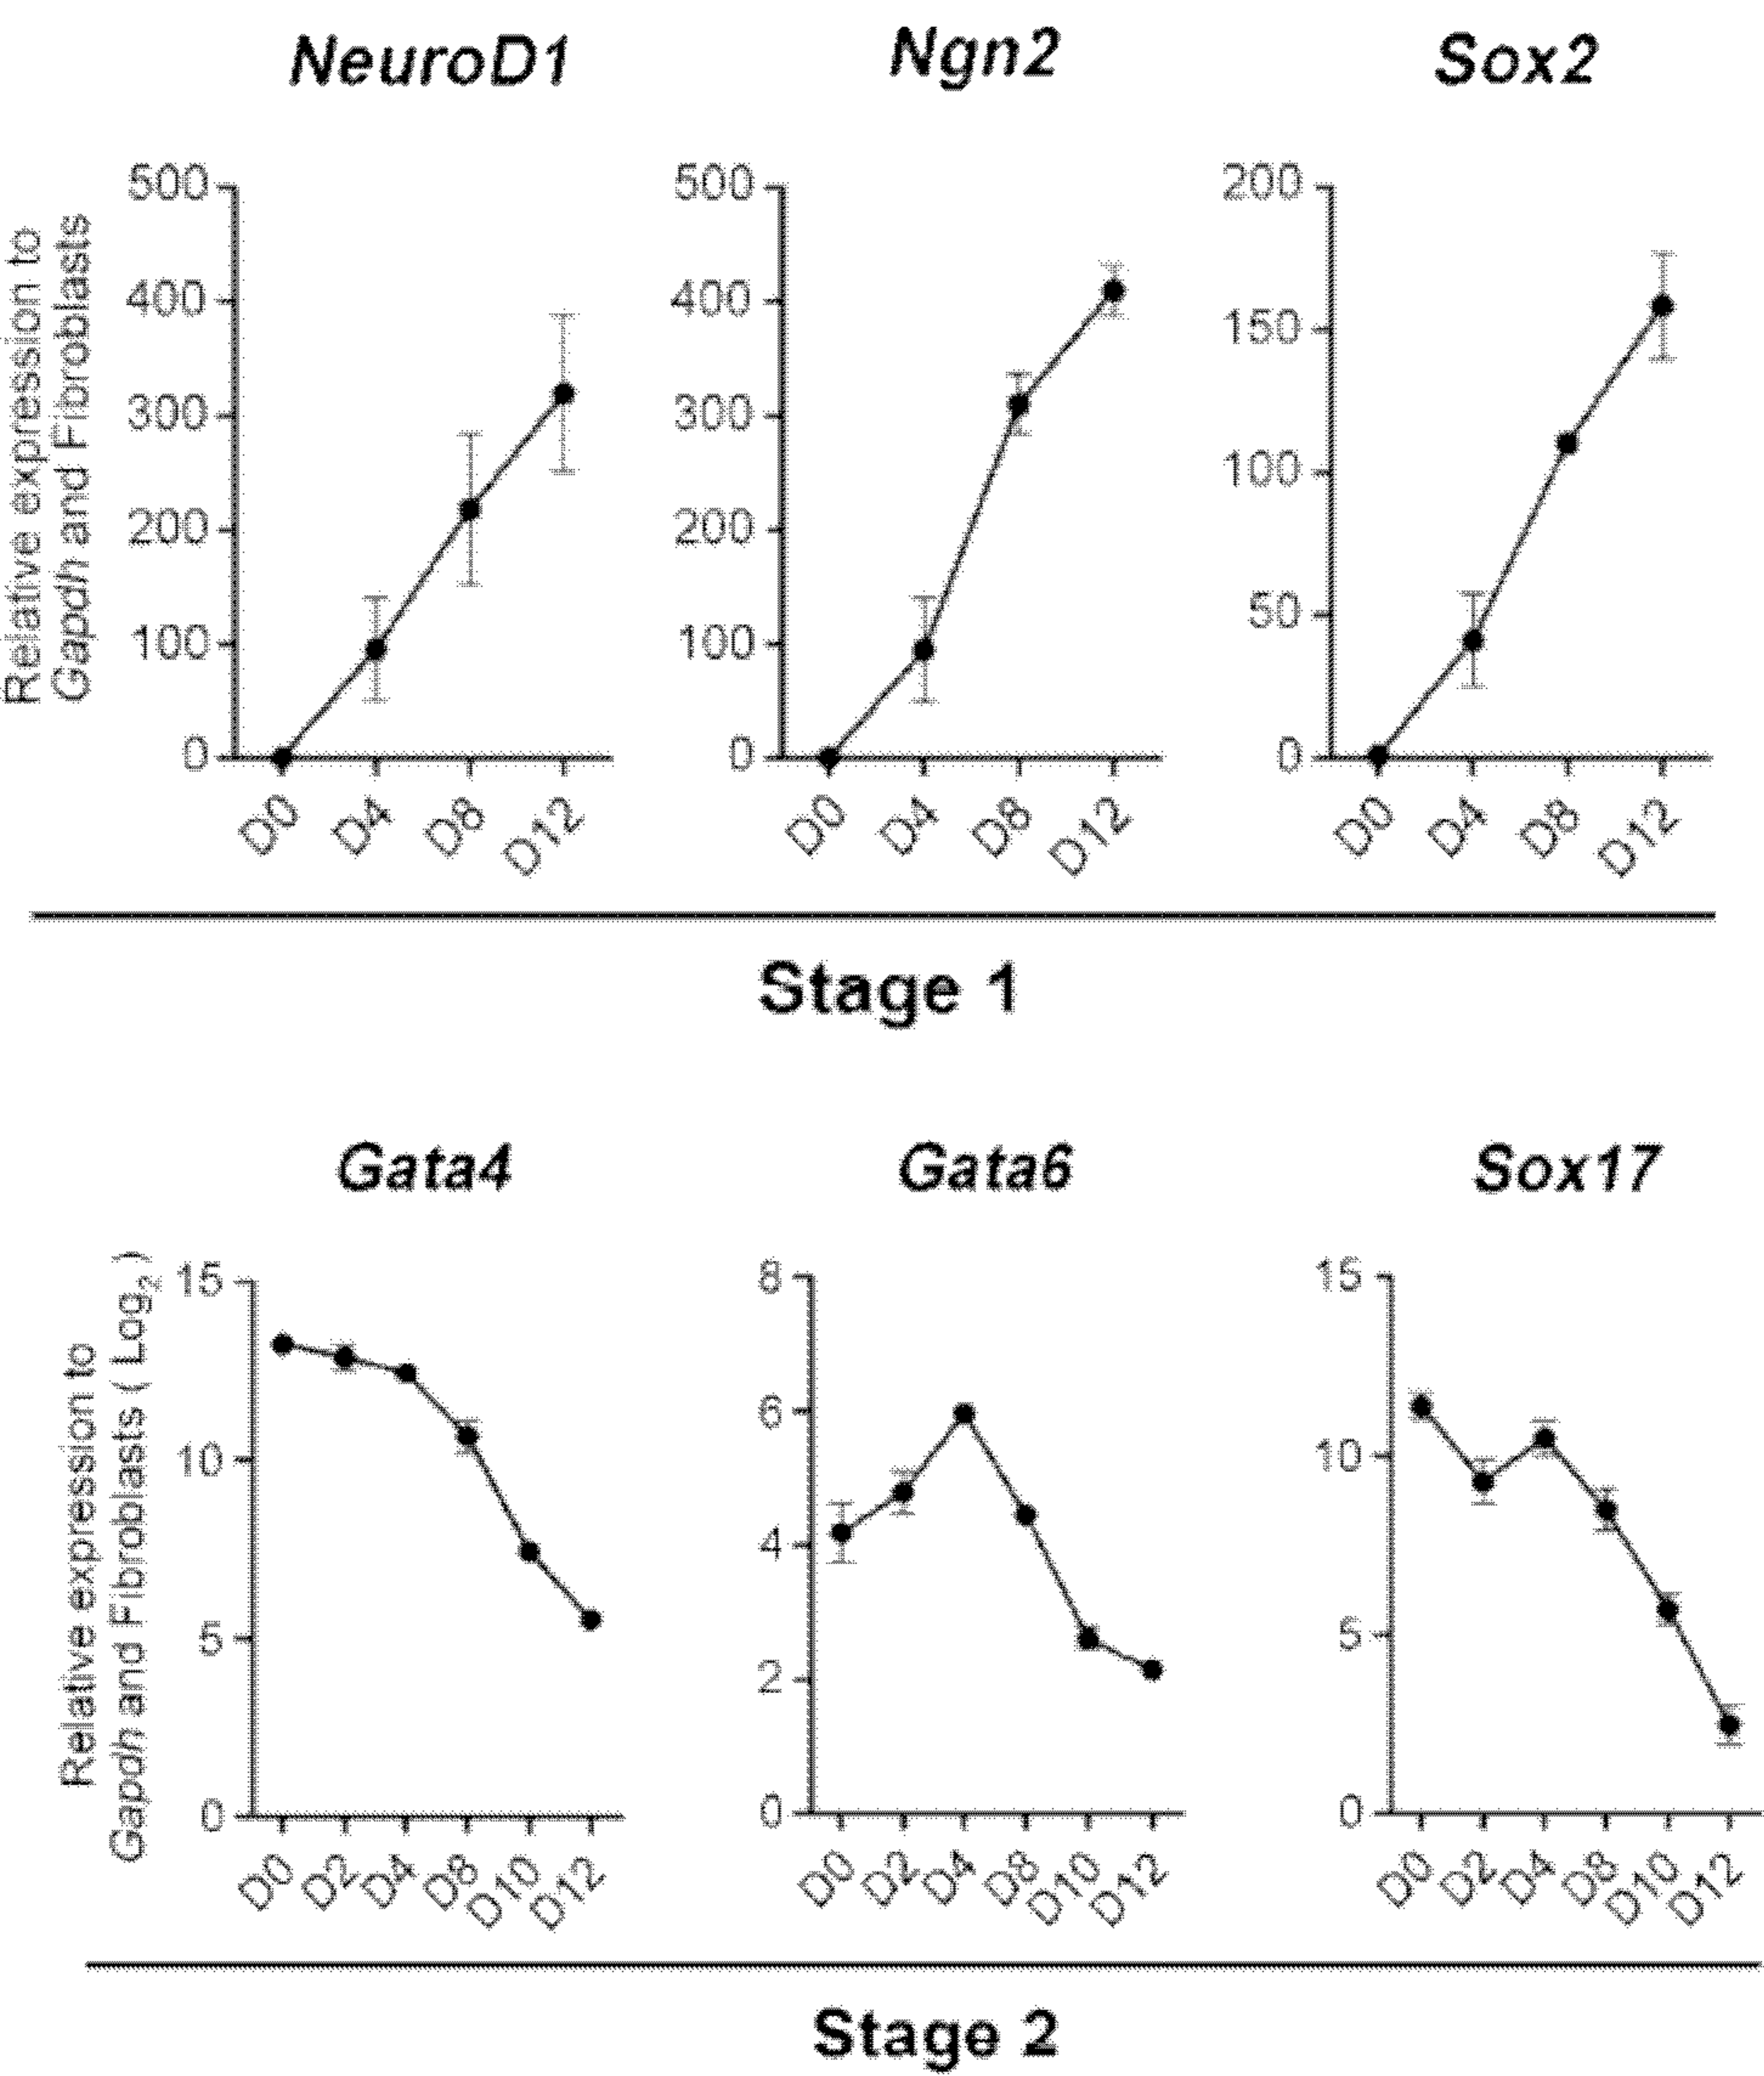 NeuroD1 Ngn2 Sox2
Relative expression to
Gapdh and Fibroblasts
500
400
300
200
100
0
D0 D4 D8 D12
500
400
300
200
100
0
D0 D4 D8 D12
200
150
100
50
0
D0 D4 D8 D12
Stage 1
Gata4 Gata6 Sox17
Relative expression to
Gapdh and Fibroblasts ( Log2 )
15
10
5
0
D0 D2 D4 D8 D10 D12
8
6
4
2
0
D0 D2 D4 D8 D10 D12
15
10
5
0
D0 D2 D4 D8 D10 D12
Stage 2